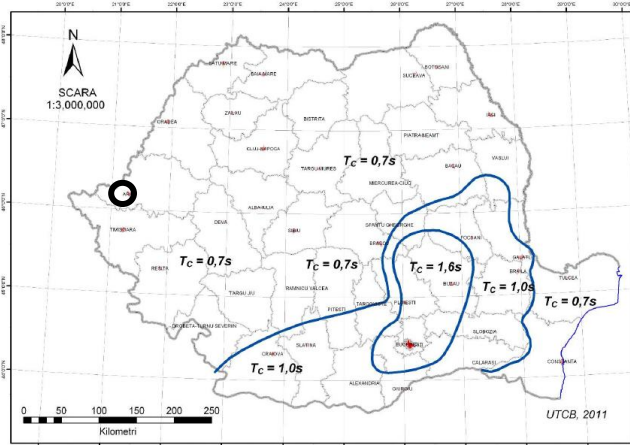 N
SCARA
1:3,000,000
SATU MARE
BAIA MARE
BOTOSANI
SUCEAVA
ORADEA
ZALAU
BISTRITA
IASI
CLUJ-NAPOCA
PIATRA NEAMT
TARGU-MURES
T_C = 0,7s
BACAU
VASLUI
MIERCUREA-CIUC
ALBA IULIA
DEVA
SIBIU
SFANTU GHEORGHE
TIMISOARA
BRASOV
FOCSANI
GALATI
T_C = 0,7s
T_C = 0,7s
T_C = 1,6s
RESITA
BRAILA
TULCEA
RIMNICU VALCEA
BUZAU
T_C = 1,0s
TARGU JIU
T_C = 0,7s
PITESTI
PLOIESTI
DROBETA-TURNU SEVERIN
SLOBOZIA
SLATINA
BUCURESTI
CRAIOVA
CALARASI
CONSTANTA
T_C = 1,0s
ALEXANDRIA
GIURGIU
UTCB, 2011
0 50 100 150 200 250
Kilometri